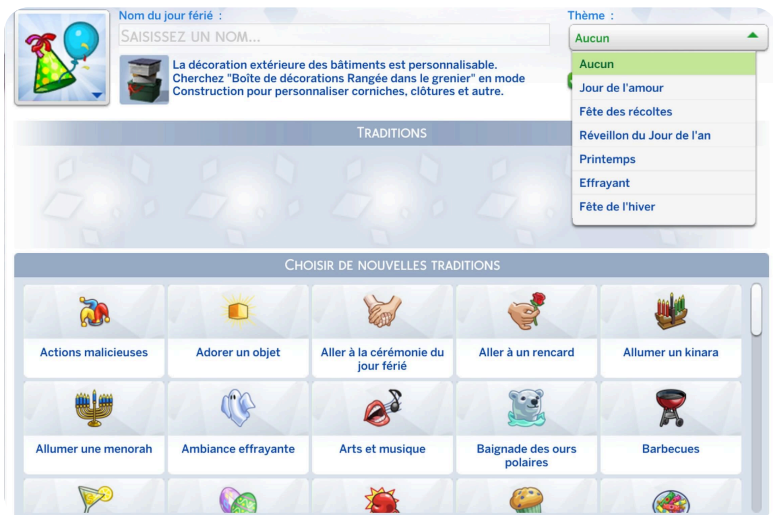 Nom du jour férié :
Saisissez un nom...
La décoration extérieure des bâtiments est personnalisable.
Cherchez "Boîte de décorations Rangée dans le grenier" en mode
Construction pour personnaliser corniches, clôtures et autre.
Thème :
Aucun
Aucun
Jour de l'amour
Fête des récoltes
Réveillon du Jour de l'an
Printemps
Effrayant
Fête de l'hiver
Traditions
Choisir de nouvelles traditions
Actions malicieuses
Adorer un objet
Aller à la cérémonie du
jour férié
Aller à un rencard
Allumer un kinara
Allumer une menorah
Ambiance effrayante
Arts et musique
Baignade des ours
polaires
Barbecues